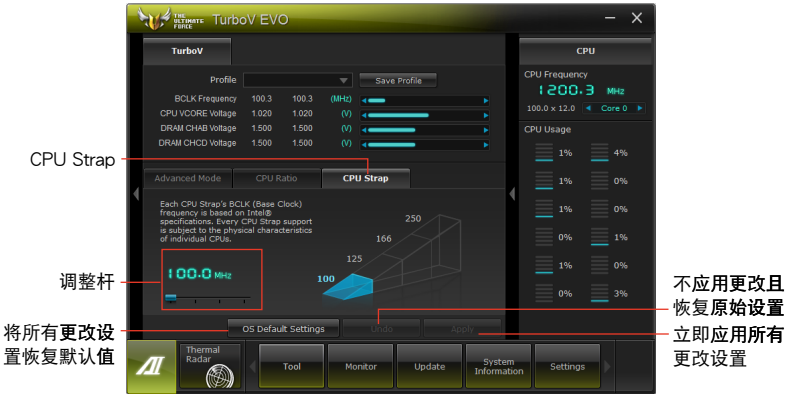 THE ULTIMATE FORCE TurboV EVO
TurboV
Profile
Save Profile
BCLK Frequency 100.3 100.3 (MHz)
CPU VCORE Voltage 1.020 1.020 (V)
DRAM CHAB Voltage 1.500 1.500 (V)
DRAM CHCD Voltage 1.500 1.500 (V)
CPU Strap
Advanced Mode CPU Ratio CPU Strap
Each CPU Strap's BCLK (Base Clock)
frequency is based on Intel®
specifications. Every CPU Strap support
is subject to the physical characteristics
of individual CPUs.
250
166
125
100
调整杆
100.0 MHz
将所有更改设
置恢复默认值
OS Default Settings Undo Apply
不应用更改且
恢复原始设置
立即应用所有
更改设置
CPU
CPU Frequency
1200.3 MHz
100.0 x 12.0 Core 0
CPU Usage
1% 4%
1% 0%
1% 0%
0% 1%
1% 0%
0% 3%
AI
Thermal
Radar
Tool Monitor Update System
Information Settings